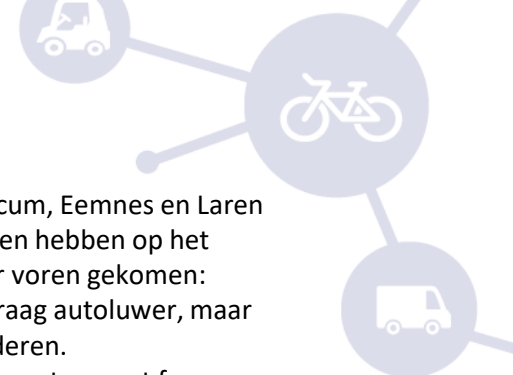 cum, Eemnes en Laren
en hebben op het
voren gekomen:
raag autoluwer, maar
deren.